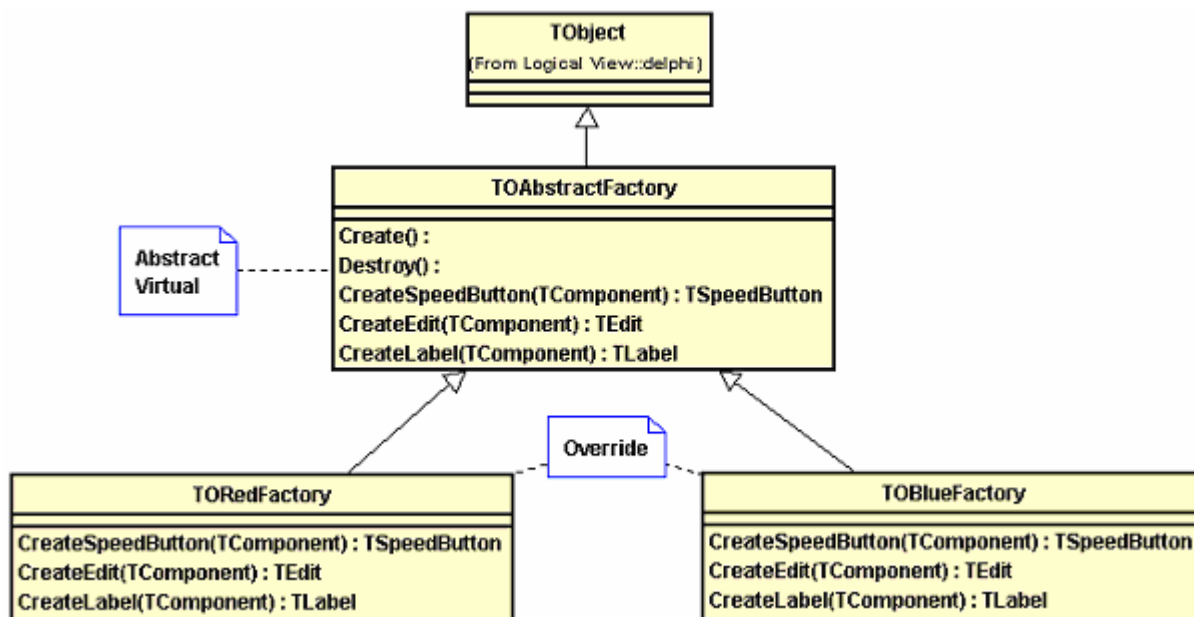 TObject
(From Logical View::delphi)
TOAbstractFactory
Create() :
Destroy() :
CreateSpeedButton(TComponent) : TSpeedButton
CreateEdit(TComponent) : TEdit
CreateLabel(TComponent) : TLabel
Abstract
Virtual
Override
TORedFactory
CreateSpeedButton(TComponent) : TSpeedButton
CreateEdit(TComponent) : TEdit
CreateLabel(TComponent) : TLabel
TOBlueFactory
CreateSpeedButton(TComponent) : TSpeedButton
CreateEdit(TComponent) : TEdit
CreateLabel(TComponent) : TLabel